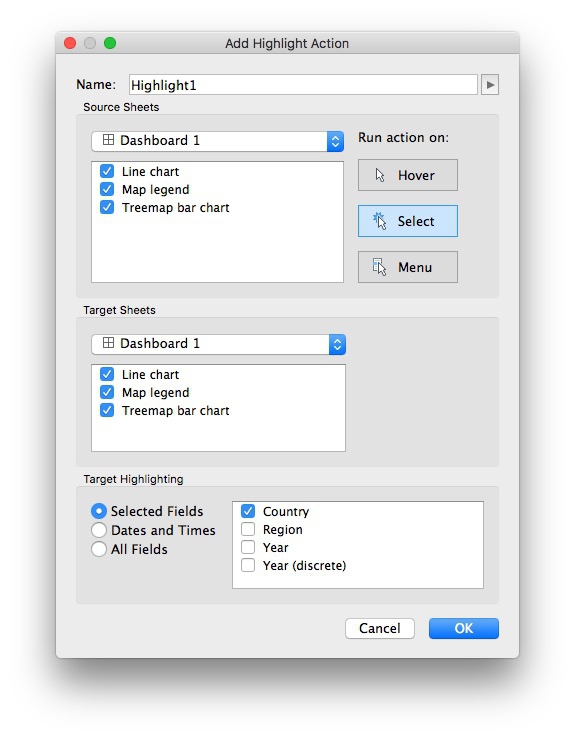 Add Highlight Action
Name: Highlight1
Source Sheets
Dashboard 1
Line chart
Map legend
Treemap bar chart
Run action on:
Hover
Select
Menu
Target Sheets
Dashboard 1
Line chart
Map legend
Treemap bar chart
Target Highlighting
Selected Fields
Dates and Times
All Fields
Country
Region
Year
Year (discrete)
Cancel
OK